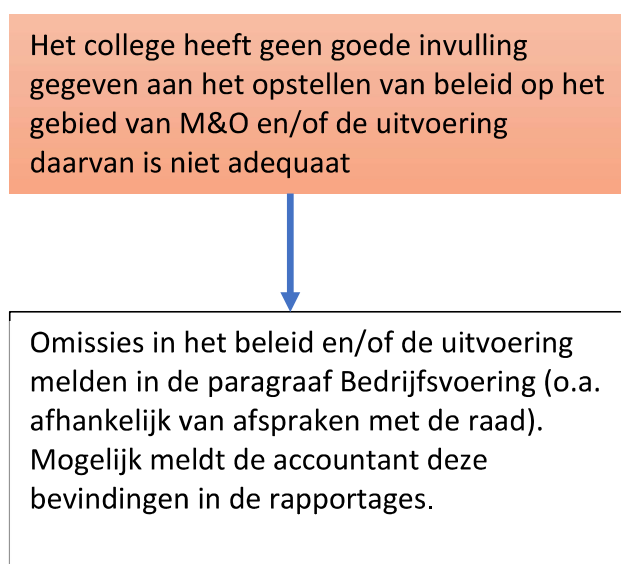 Het college heeft geen goede invulling
gegeven aan het opstellen van beleid op het
gebied van M&O en/of de uitvoering
daarvan is niet adequaat
Omissies in het beleid en/of de uitvoering
melden in de paragraaf Bedrijfsvoering (o.a.
afhankelijk van afspraken met de raad).
Mogelijk meldt de accountant deze
bevindingen in de rapportages.